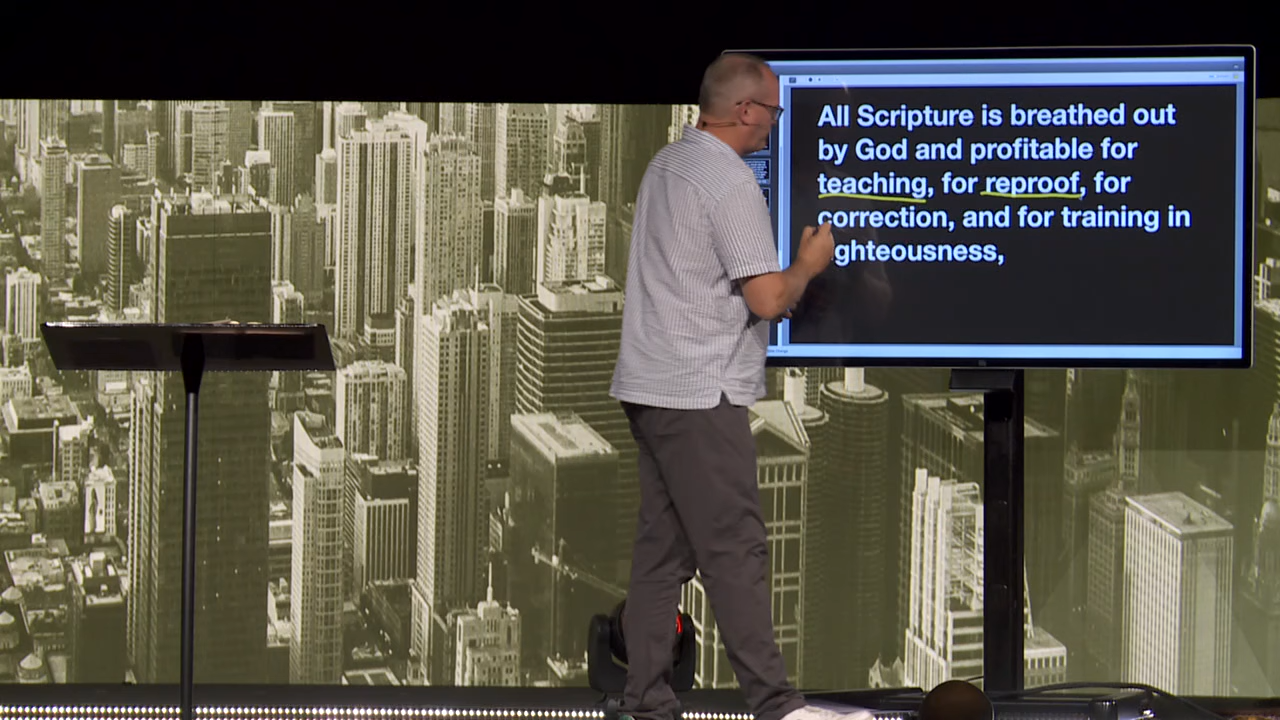 All Scripture is breathed out
by God and profitable for
teaching, for reproof, for
correction, and for training in
ighteousness,